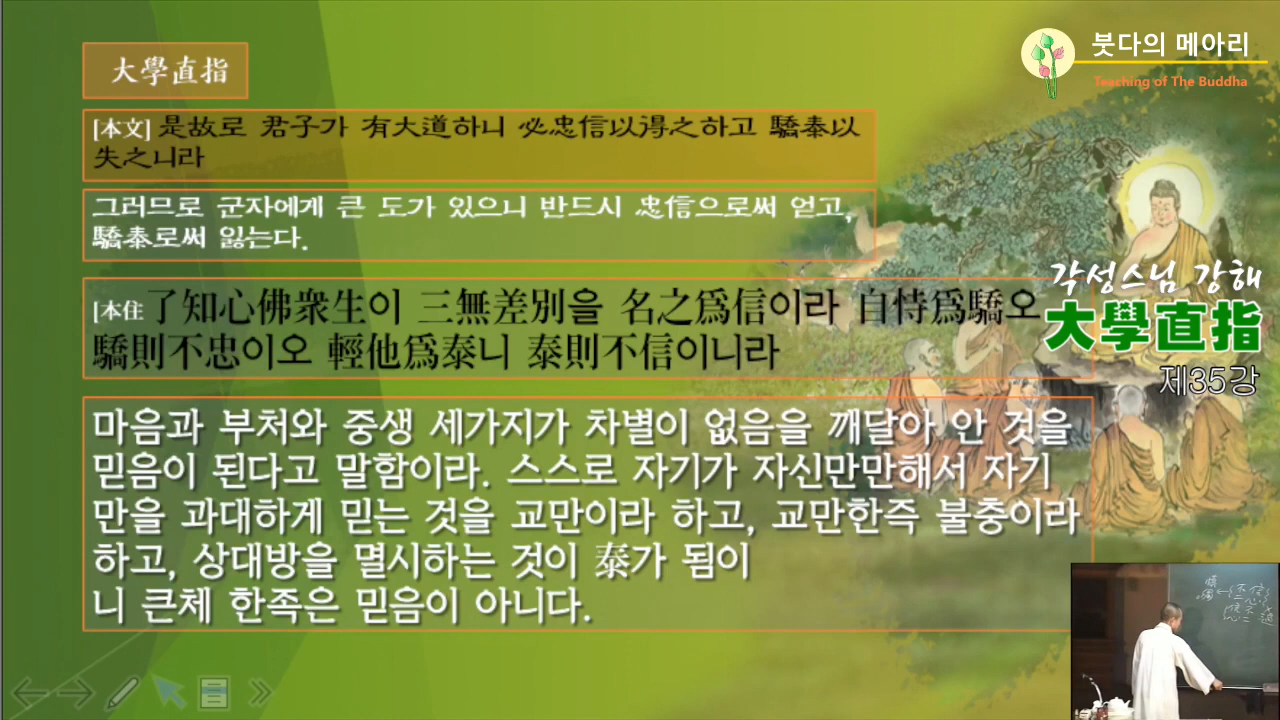 大學直指
[本文] 是故로 君子가 有大道하니 必忠信以得之하고 驕泰以
失之니라
그러므로 군자에게 큰 도가 있으니 반드시 忠信으로써 얻고,
驕泰로써 잃는다.
[本住 了知心佛衆生이 三無差別을 名之爲信이라 自恃爲驕오
驕則不忠이오 輕他爲泰니 泰則不信이니라
마음과 부처와 중생 세가지가 차별이 없음을 깨달아 안 것을
믿음이 된다고 말함이라. 스스로 자기가 자신만만해서 자기
만을 과대하게 믿는 것을 교만이라 하고, 교만한즉 불충이라
하고, 상대방을 멸시하는 것이 泰가 됨이
니 큰체 한족은 믿음이 아니다.
붓다의 메아리
Teaching of The Buddha
각성스님 강해
大學直指
제35강